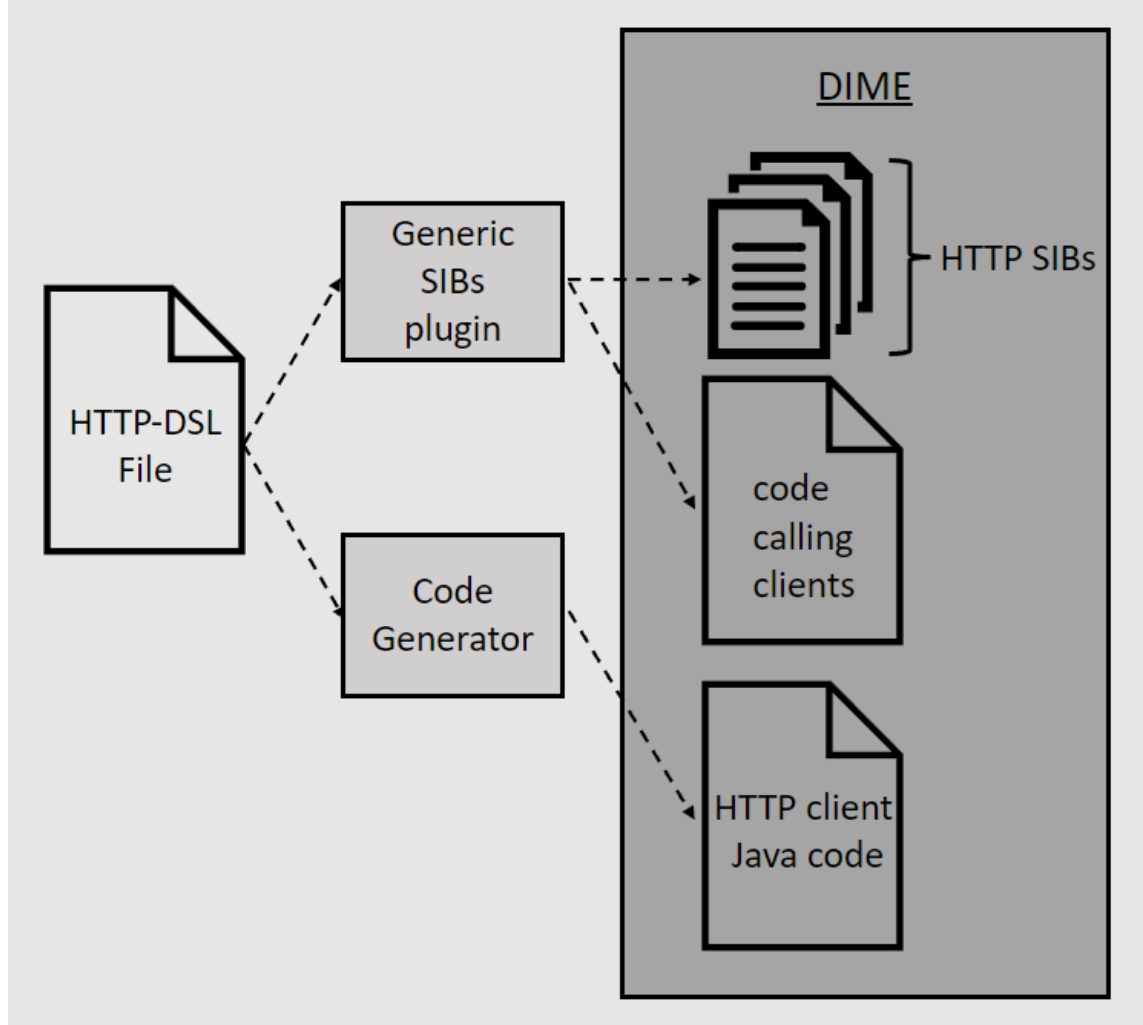 DIME
HTTP SIBs
Generic
SIBs
plugin
HTTP-DSL
File
code
calling
clients
Code
Generator
HTTP client
Java code